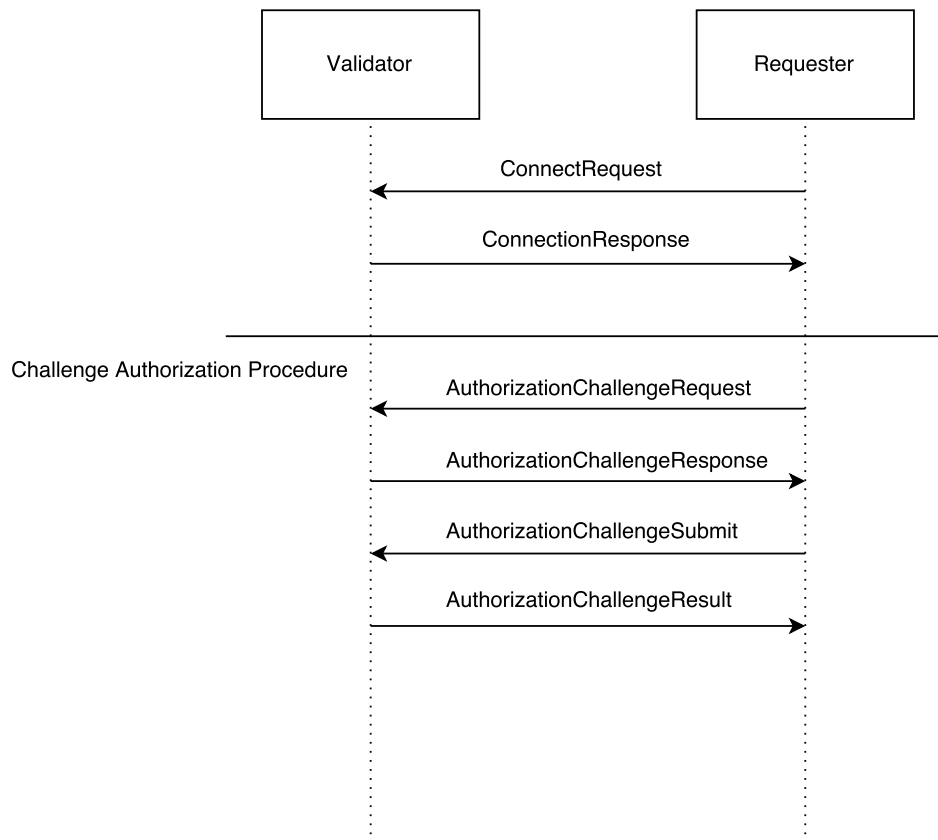 Validator
Requester
ConnectRequest
ConnectionResponse
Challenge Authorization Procedure
AuthorizationChallengeRequest
AuthorizationChallengeResponse
AuthorizationChallengeSubmit
AuthorizationChallengeResult